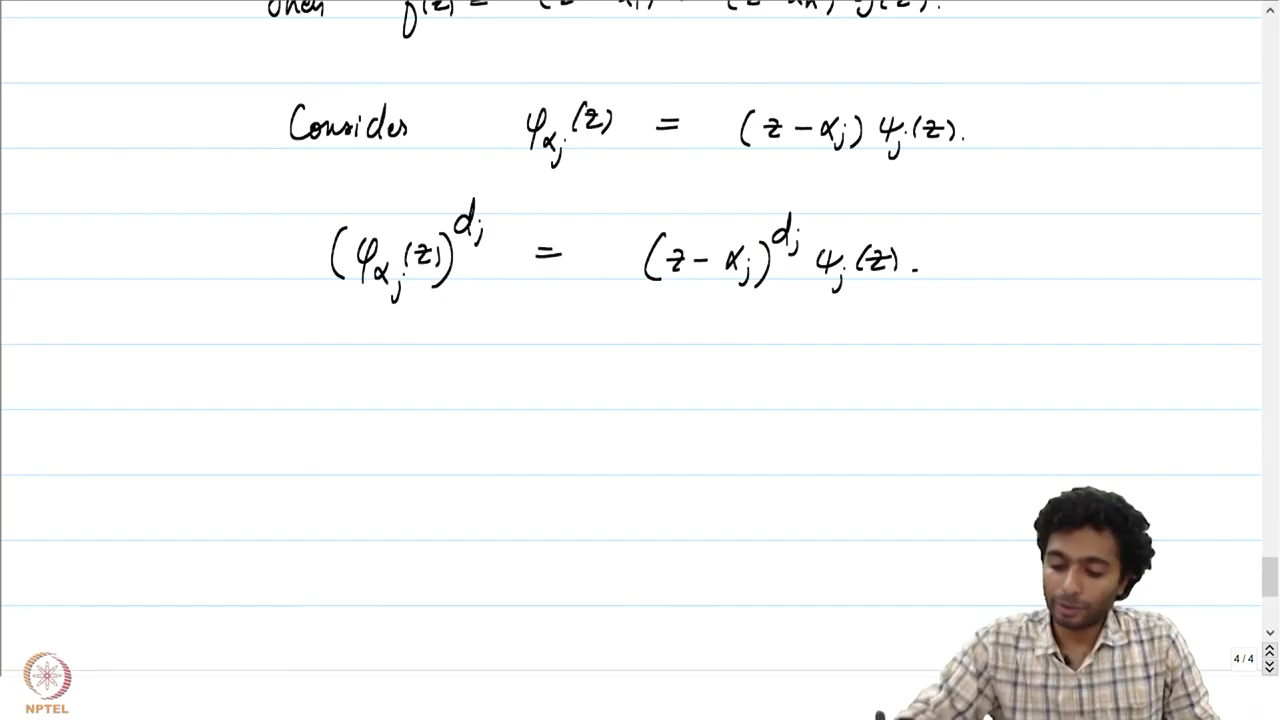 Consider φ_{α_j}(z) = (z - α_j) ψ_j(z).
(φ_{α_j}(z))^{d_j} = (z - α_j)^{d_j} ψ_j(z).
4 / 4
NPTEL